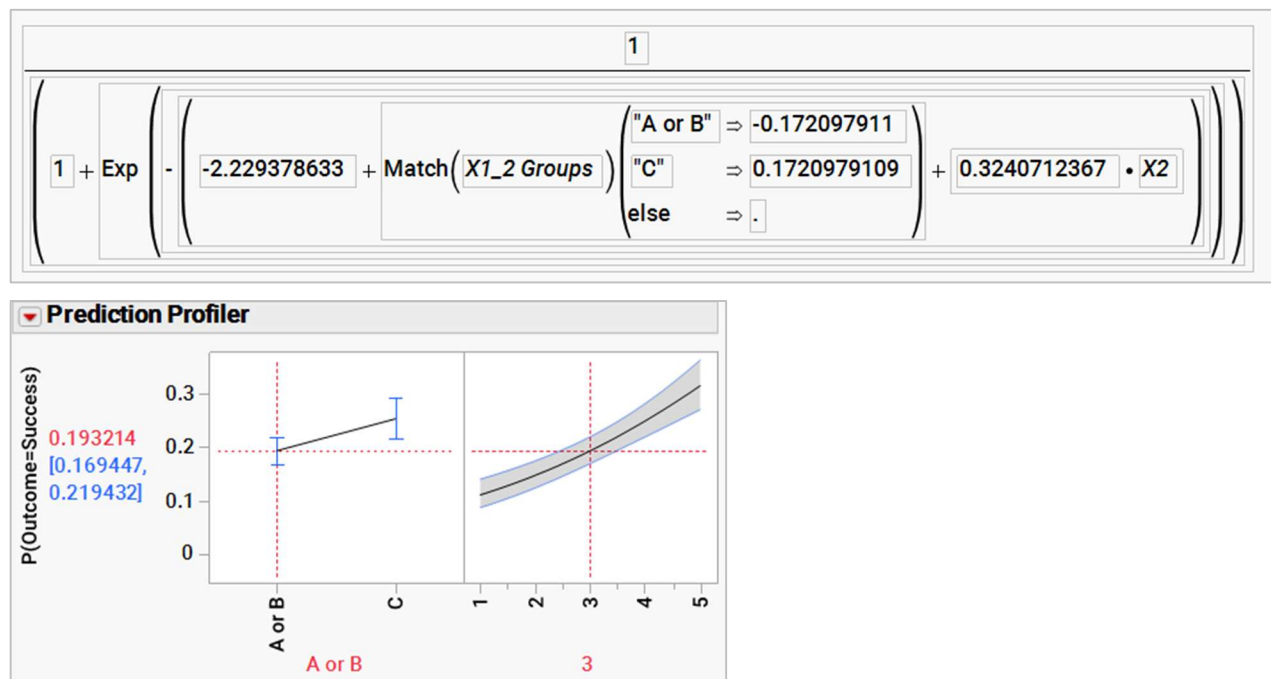 1
"A or B" ⇒ -0.172097911
1 + Exp ( - ( -2.229378633 + Match ( X1_2 Groups ) ( "C" ⇒ 0.1720979109 ) + 0.3240712367 • X2 ) )
else ⇒ .
Prediction Profiler
P(Outcome=Success)
0.193214
[0.169447,
0.219432]
0.3
0.2
0.1
0
A or B
C
A or B
1
2
3
4
5
3